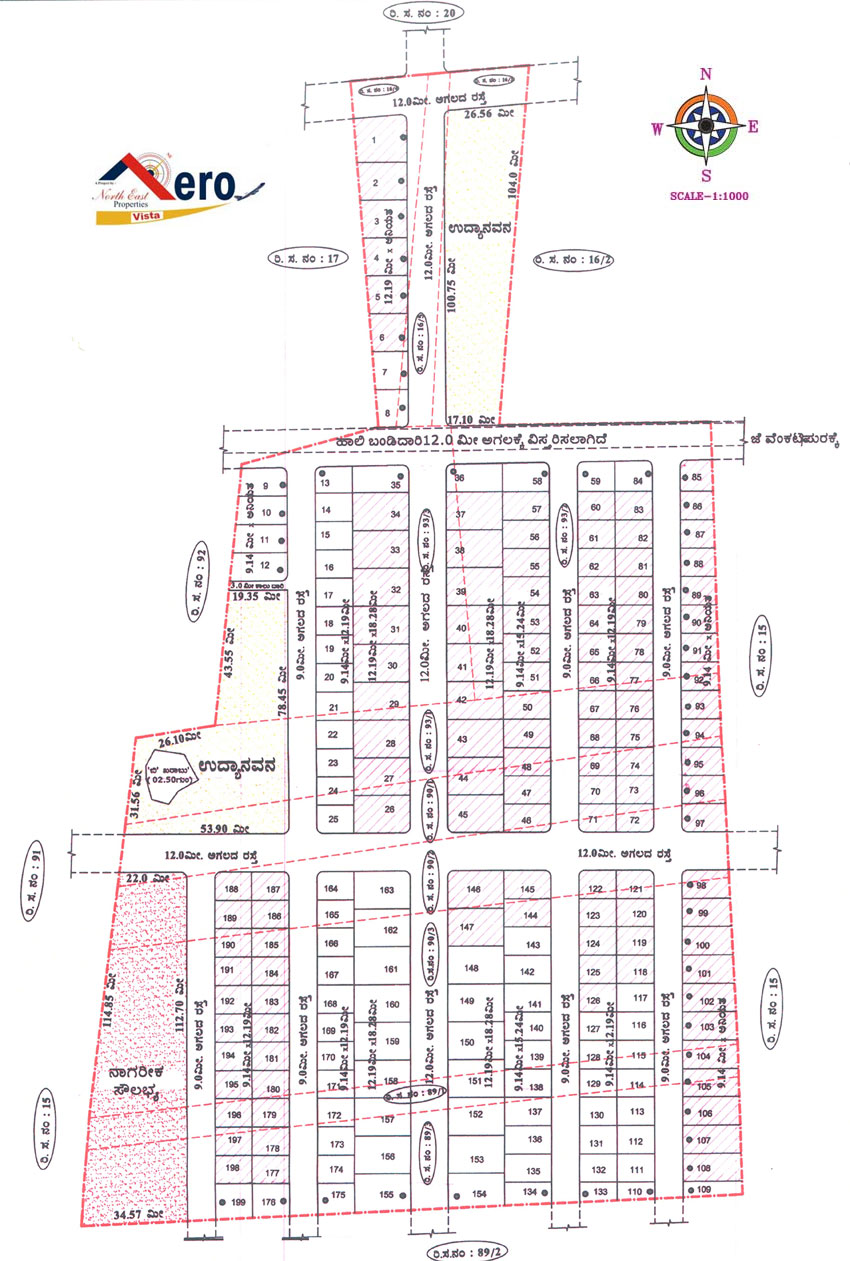 ರಿ. ಸ. ನಂ : 20
ರಿ. ಸ. ನಂ : 16/2
12.0ಮೀ. ಅಗಲದ ರಸ್ತೆ
26.56 ಮೀ
N
W
E
S
SCALE-1:1000
Aero
A Project by :
North East
Properties
Vista
1
2
3
4
5
6
7
8
12.19 ಮೀ x ಅನಿಯತ
12.0ಮೀ. ಅಗಲದ ರಸ್ತೆ
104.0 ಮೀ
ಉದ್ಯಾನವನ
100.75 ಮೀ
ರಿ. ಸ. ನಂ : 17
ರಿ. ಸ. ನಂ : 16/2
ರಿ. ಸ. ನಂ : 16/5
17.10 ಮೀ
ಹಾಲಿ ಬಂಡಿದಾರಿ12.0 ಮೀ ಅಗಲಕ್ಕೆ ವಿಸ್ತರಿಸಲಾಗಿದೆ
ಜೆ ವೆಂಕಟಾಪುರಕ್ಕೆ
9
10
11
12
9.14 ಮೀ x ಅನಿಯತ
3.0 ಮೀ ಕಾಲು ದಾರಿ
19.35 ಮೀ
ರಿ. ಸ. ನಂ : 92
43.55 ಮೀ
78.45 ಮೀ
26.10ಮೀ
ಉದ್ಯಾನವನ
'ಬಿ' ಖರಾಬು
(02.50ಗುಂ)
31.56 ಮೀ
53.90 ಮೀ
9.0ಮೀ. ಅಗಲದ ರಸ್ತೆ
13
14
15
16
17
18
19
20
21
22
23
24
25
9.14ಮೀ x12.19ಮೀ
35
34
33
32
31
30
29
28
27
26
12.19ಮೀ x18.28ಮೀ
12.0ಮೀ. ಅಗಲದ ರಸ್ತೆ
ರಿ. ಸ. ನಂ : 93/1
ರಿ. ಸ. ನಂ : 90/1
36
37
38
39
40
41
42
43
44
45
12.19ಮೀ x18.28ಮೀ
58
57
56
55
54
53
52
51
50
49
48
47
46
9.14ಮೀ x15.24ಮೀ
9.0ಮೀ. ಅಗಲದ ರಸ್ತೆ
59
60
61
62
63
64
65
66
67
68
69
70
71
9.14ಮೀ x12.19ಮೀ
84
83
82
81
80
79
78
77
76
75
74
73
72
9.0ಮೀ. ಅಗಲದ ರಸ್ತೆ
85
86
87
88
89
90
91
92
93
94
95
96
97
9.14 ಮೀ x ಅನಿಯತ
ರಿ. ಸ. ನಂ : 15
12.0ಮೀ. ಅಗಲದ ರಸ್ತೆ
12.0ಮೀ. ಅಗಲದ ರಸ್ತೆ
ರಿ. ಸ. ನಂ : 91
22.0 ಮೀ
114.85 ಮೀ
112.70 ಮೀ
ನಾಗರೀಕ
ಸೌಲಭ್ಯ
34.57 ಮೀ
ರಿ. ಸ. ನಂ : 15
9.0ಮೀ. ಅಗಲದ ರಸ್ತೆ
188
189
190
191
192
193
194
195
196
197
198
199
9.14ಮೀ x12.19ಮೀ
187
186
185
184
183
182
181
180
179
178
177
176
9.0ಮೀ. ಅಗಲದ ರಸ್ತೆ
164
165
166
167
168
169
170
171
172
173
174
175
9.14ಮೀ x12.19ಮೀ
163
162
161
160
159
158
157
156
155
12.19ಮೀ x18.28ಮೀ
12.0ಮೀ. ಅಗಲದ ರಸ್ತೆ
ರಿ. ಸ. ನಂ : 90/2
ರಿ.ಸ.ನಂ : 90/3
ರಿ. ಸ. ನಂ : 89/1
146
147
148
149
150
151
152
153
154
12.19ಮೀ x18.28ಮೀ
145
144
143
142
141
140
139
138
137
136
135
134
9.14ಮೀ x15.24ಮೀ
9.0ಮೀ. ಅಗಲದ ರಸ್ತೆ
122
123
124
125
126
127
128
129
130
131
132
133
9.14ಮೀ x12.19ಮೀ
121
120
119
118
117
116
115
114
113
112
111
110
9.0ಮೀ. ಅಗಲದ ರಸ್ತೆ
98
99
100
101
102
103
104
105
106
107
108
109
9.14 ಮೀ x ಅನಿಯತ
ರಿ. ಸ. ನಂ : 15
ರಿ.ಸ.ನಂ : 89/2